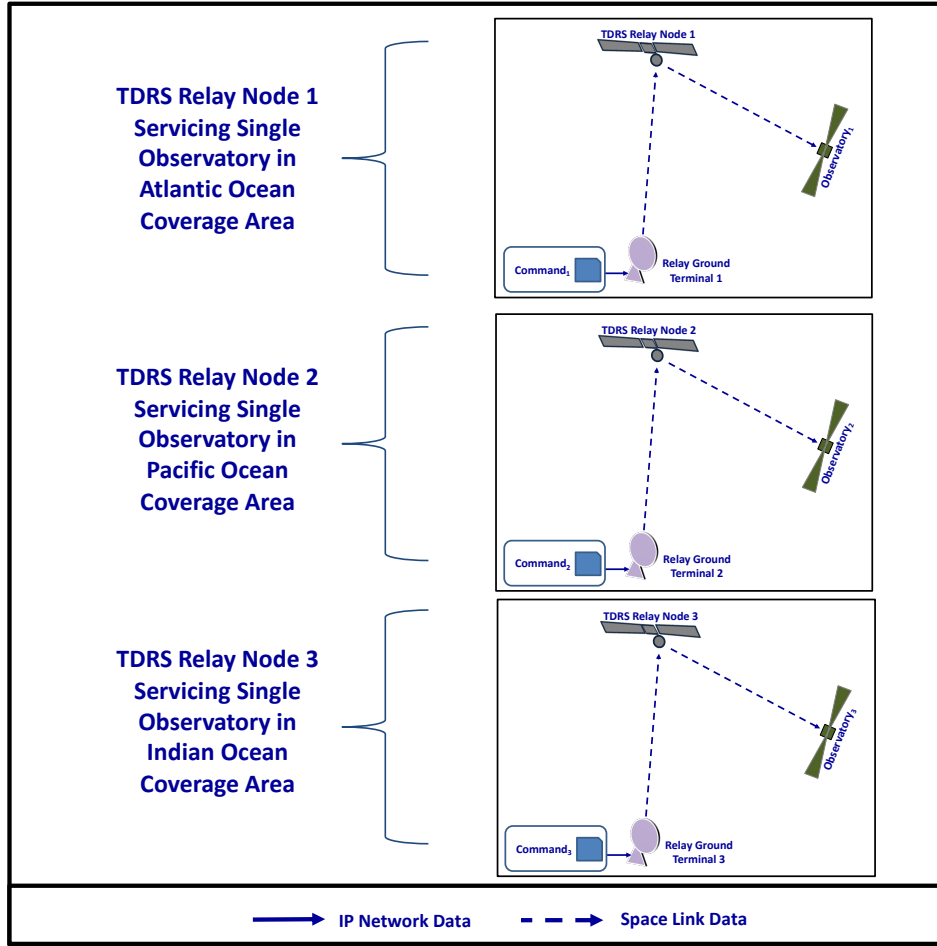 TDRS Relay Node 1
Servicing Single
Observatory in
Atlantic Ocean
Coverage Area
TDRS Relay Node 1
Observatory₁
Command₁
Relay Ground
Terminal 1
TDRS Relay Node 2
Servicing Single
Observatory in
Pacific Ocean
Coverage Area
TDRS Relay Node 2
Observatory₂
Command₂
Relay Ground
Terminal 2
TDRS Relay Node 3
Servicing Single
Observatory in
Indian Ocean
Coverage Area
TDRS Relay Node 3
Observatory₃
Command₃
Relay Ground
Terminal 3
IP Network Data
Space Link Data